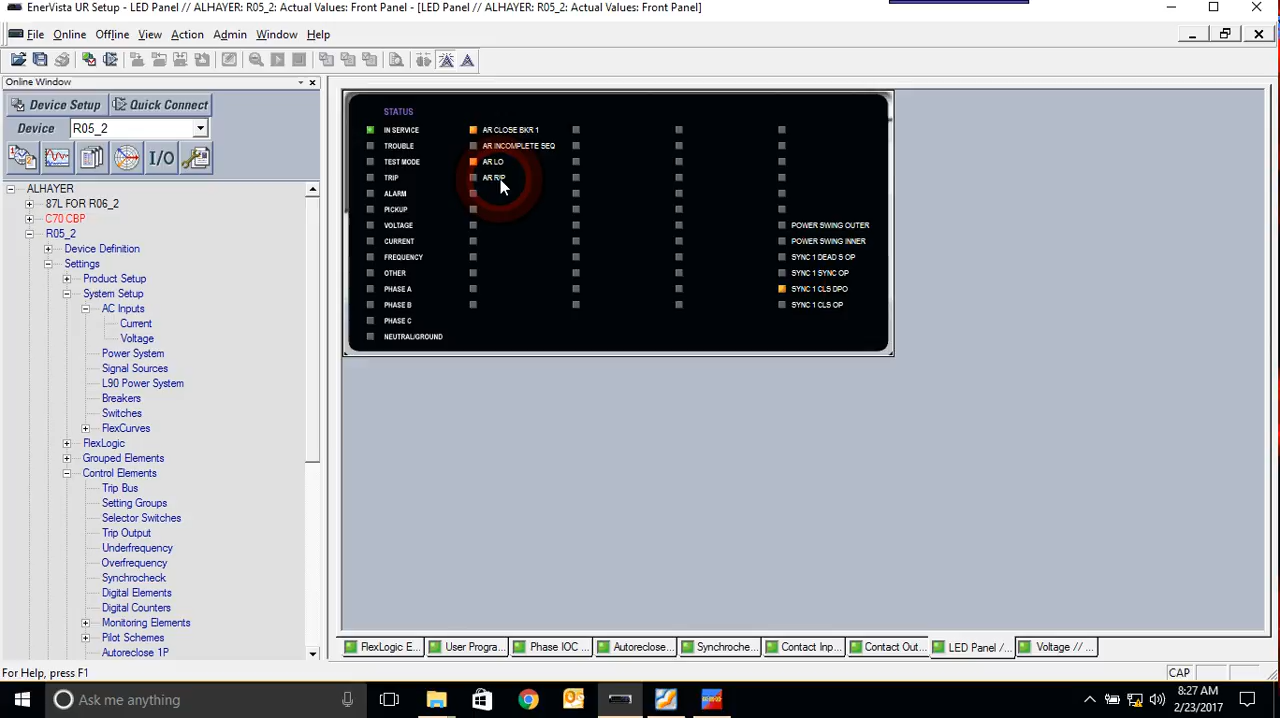 EnerVista UR Setup - LED Panel // ALHAYER: R05_2: Actual Values: Front Panel - [LED Panel // ALHAYER: R05_2: Actual Values: Front Panel]
File Online Offline View Action Admin Window Help
Online Window
Device Setup Quick Connect
Device R05_2
I/O
ALHAYER
87L FOR R06_2
C70 CBP
R05_2
Device Definition
Settings
Product Setup
System Setup
AC Inputs
Current
Voltage
Power System
Signal Sources
L90 Power System
Breakers
Switches
FlexCurves
FlexLogic
Grouped Elements
Control Elements
Trip Bus
Setting Groups
Selector Switches
Trip Output
Underfrequency
Overfrequency
Synchrocheck
Digital Elements
Digital Counters
Monitoring Elements
Pilot Schemes
Autoreclose 1P
STATUS
IN SERVICE
TROUBLE
TEST MODE
TRIP
ALARM
PICKUP
VOLTAGE
CURRENT
FREQUENCY
OTHER
PHASE A
PHASE B
PHASE C
NEUTRAL/GROUND
AR CLOSE BKR 1
AR INCOMPLETE SEQ
AR LO
AR RIP
POWER SWING OUTER
POWER SWING INNER
SYNC 1 DEAD S OP
SYNC 1 SYNC OP
SYNC 1 CLS DPO
SYNC 1 CLS OP
FlexLogic E... User Progra... Phase IOC ... Autoreclose... Synchroche... Contact Inp... Contact Out... LED Panel /... Voltage // ...
For Help, press F1
CAP
Ask me anything
8:27 AM
2/23/2017